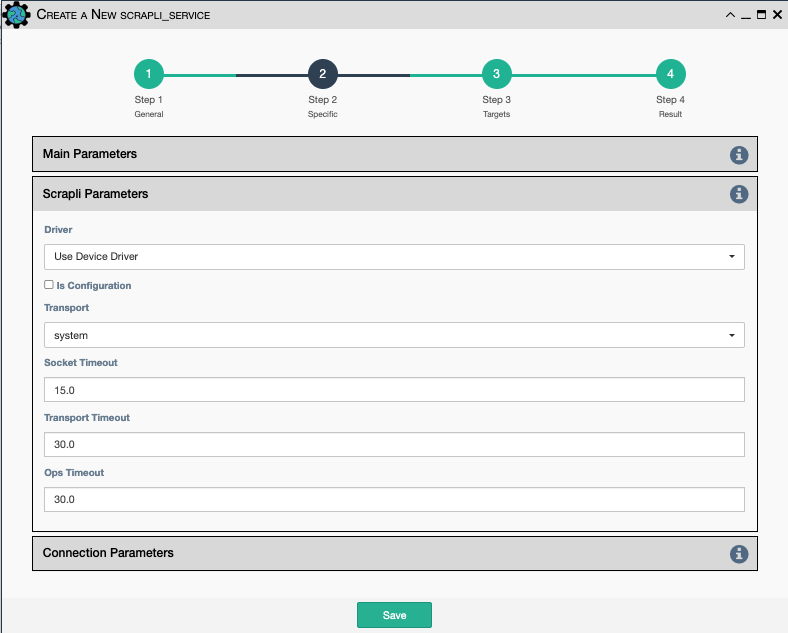 Create a New scrapli_service
1 2 3 4
Step 1 Step 2 Step 3 Step 4
General Specific Targets Result
Main Parameters
Scrapli Parameters
Driver
Use Device Driver
Is Configuration
Transport
system
Socket Timeout
15.0
Transport Timeout
30.0
Ops Timeout
30.0
Connection Parameters
Save